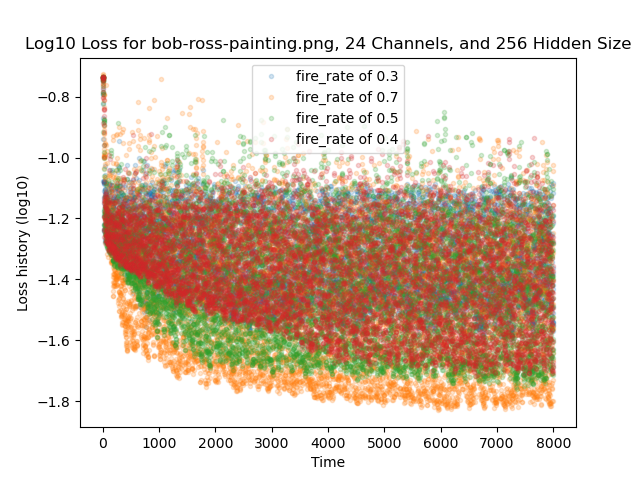 Log10 Loss for bob-ross-painting.png, 24 Channels, and 256 Hidden Size
fire_rate of 0.3
fire_rate of 0.7
fire_rate of 0.5
fire_rate of 0.4
Loss history (log10)
−0.8
−1.0
−1.2
−1.4
−1.6
−1.8
0 1000 2000 3000 4000 5000 6000 7000 8000
Time